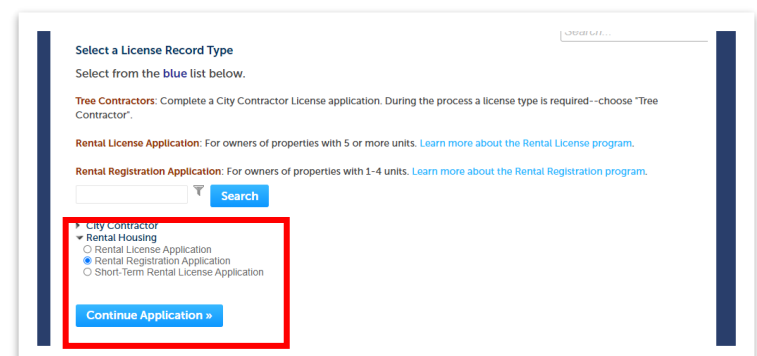 Search...
Select a License Record Type
Select from the blue list below.
Tree Contractors: Complete a City Contractor License application. During the process a license type is required--choose "Tree
Contractor".
Rental License Application: For owners of properties with 5 or more units. Learn more about the Rental License program.
Rental Registration Application: For owners of properties with 1-4 units. Learn more about the Rental Registration program.
Search
City Contractor
Rental Housing
Rental License Application
Rental Registration Application
Short-Term Rental License Application
Continue Application »